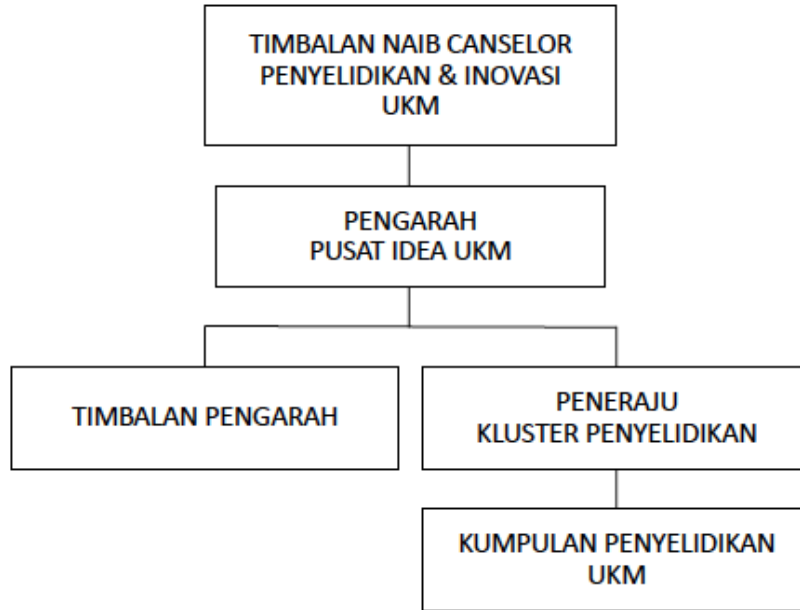 TIMBALAN NAIB CANSELOR
PENYELIDIKAN & INOVASI
UKM
PENGARAH
PUSAT IDEA UKM
TIMBALAN PENGARAH
PENERAJU
KLUSTER PENYELIDIKAN
KUMPULAN PENYELIDIKAN
UKM